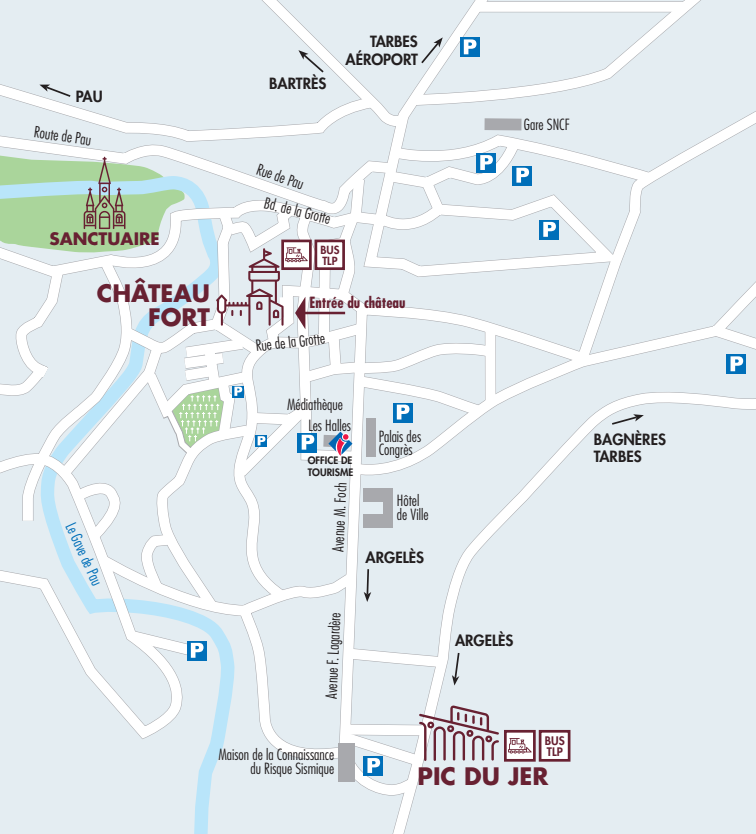 TARBES
AÉROPORT
P
BARTRÈS
PAU
Gare SNCF
Route de Pau
P
P
Rue de Pau
Bd. de la Grotte
P
SANCTUAIRE
BUS
TLP
CHÂTEAU
FORT
Entrée du château
Rue de la Grotte
P
P
Médiathèque
P
Les Halles
P
P
Palais des
Congrès
OFFICE DE
TOURISME
BAGNÈRES
TARBES
Avenue M. Foch
Hôtel
de Ville
Le Gave de Pau
ARGELÈS
Avenue F. Lagardère
ARGELÈS
P
BUS
TLP
Maison de la Connaissance
du Risque Sismique
P
PIC DU JER